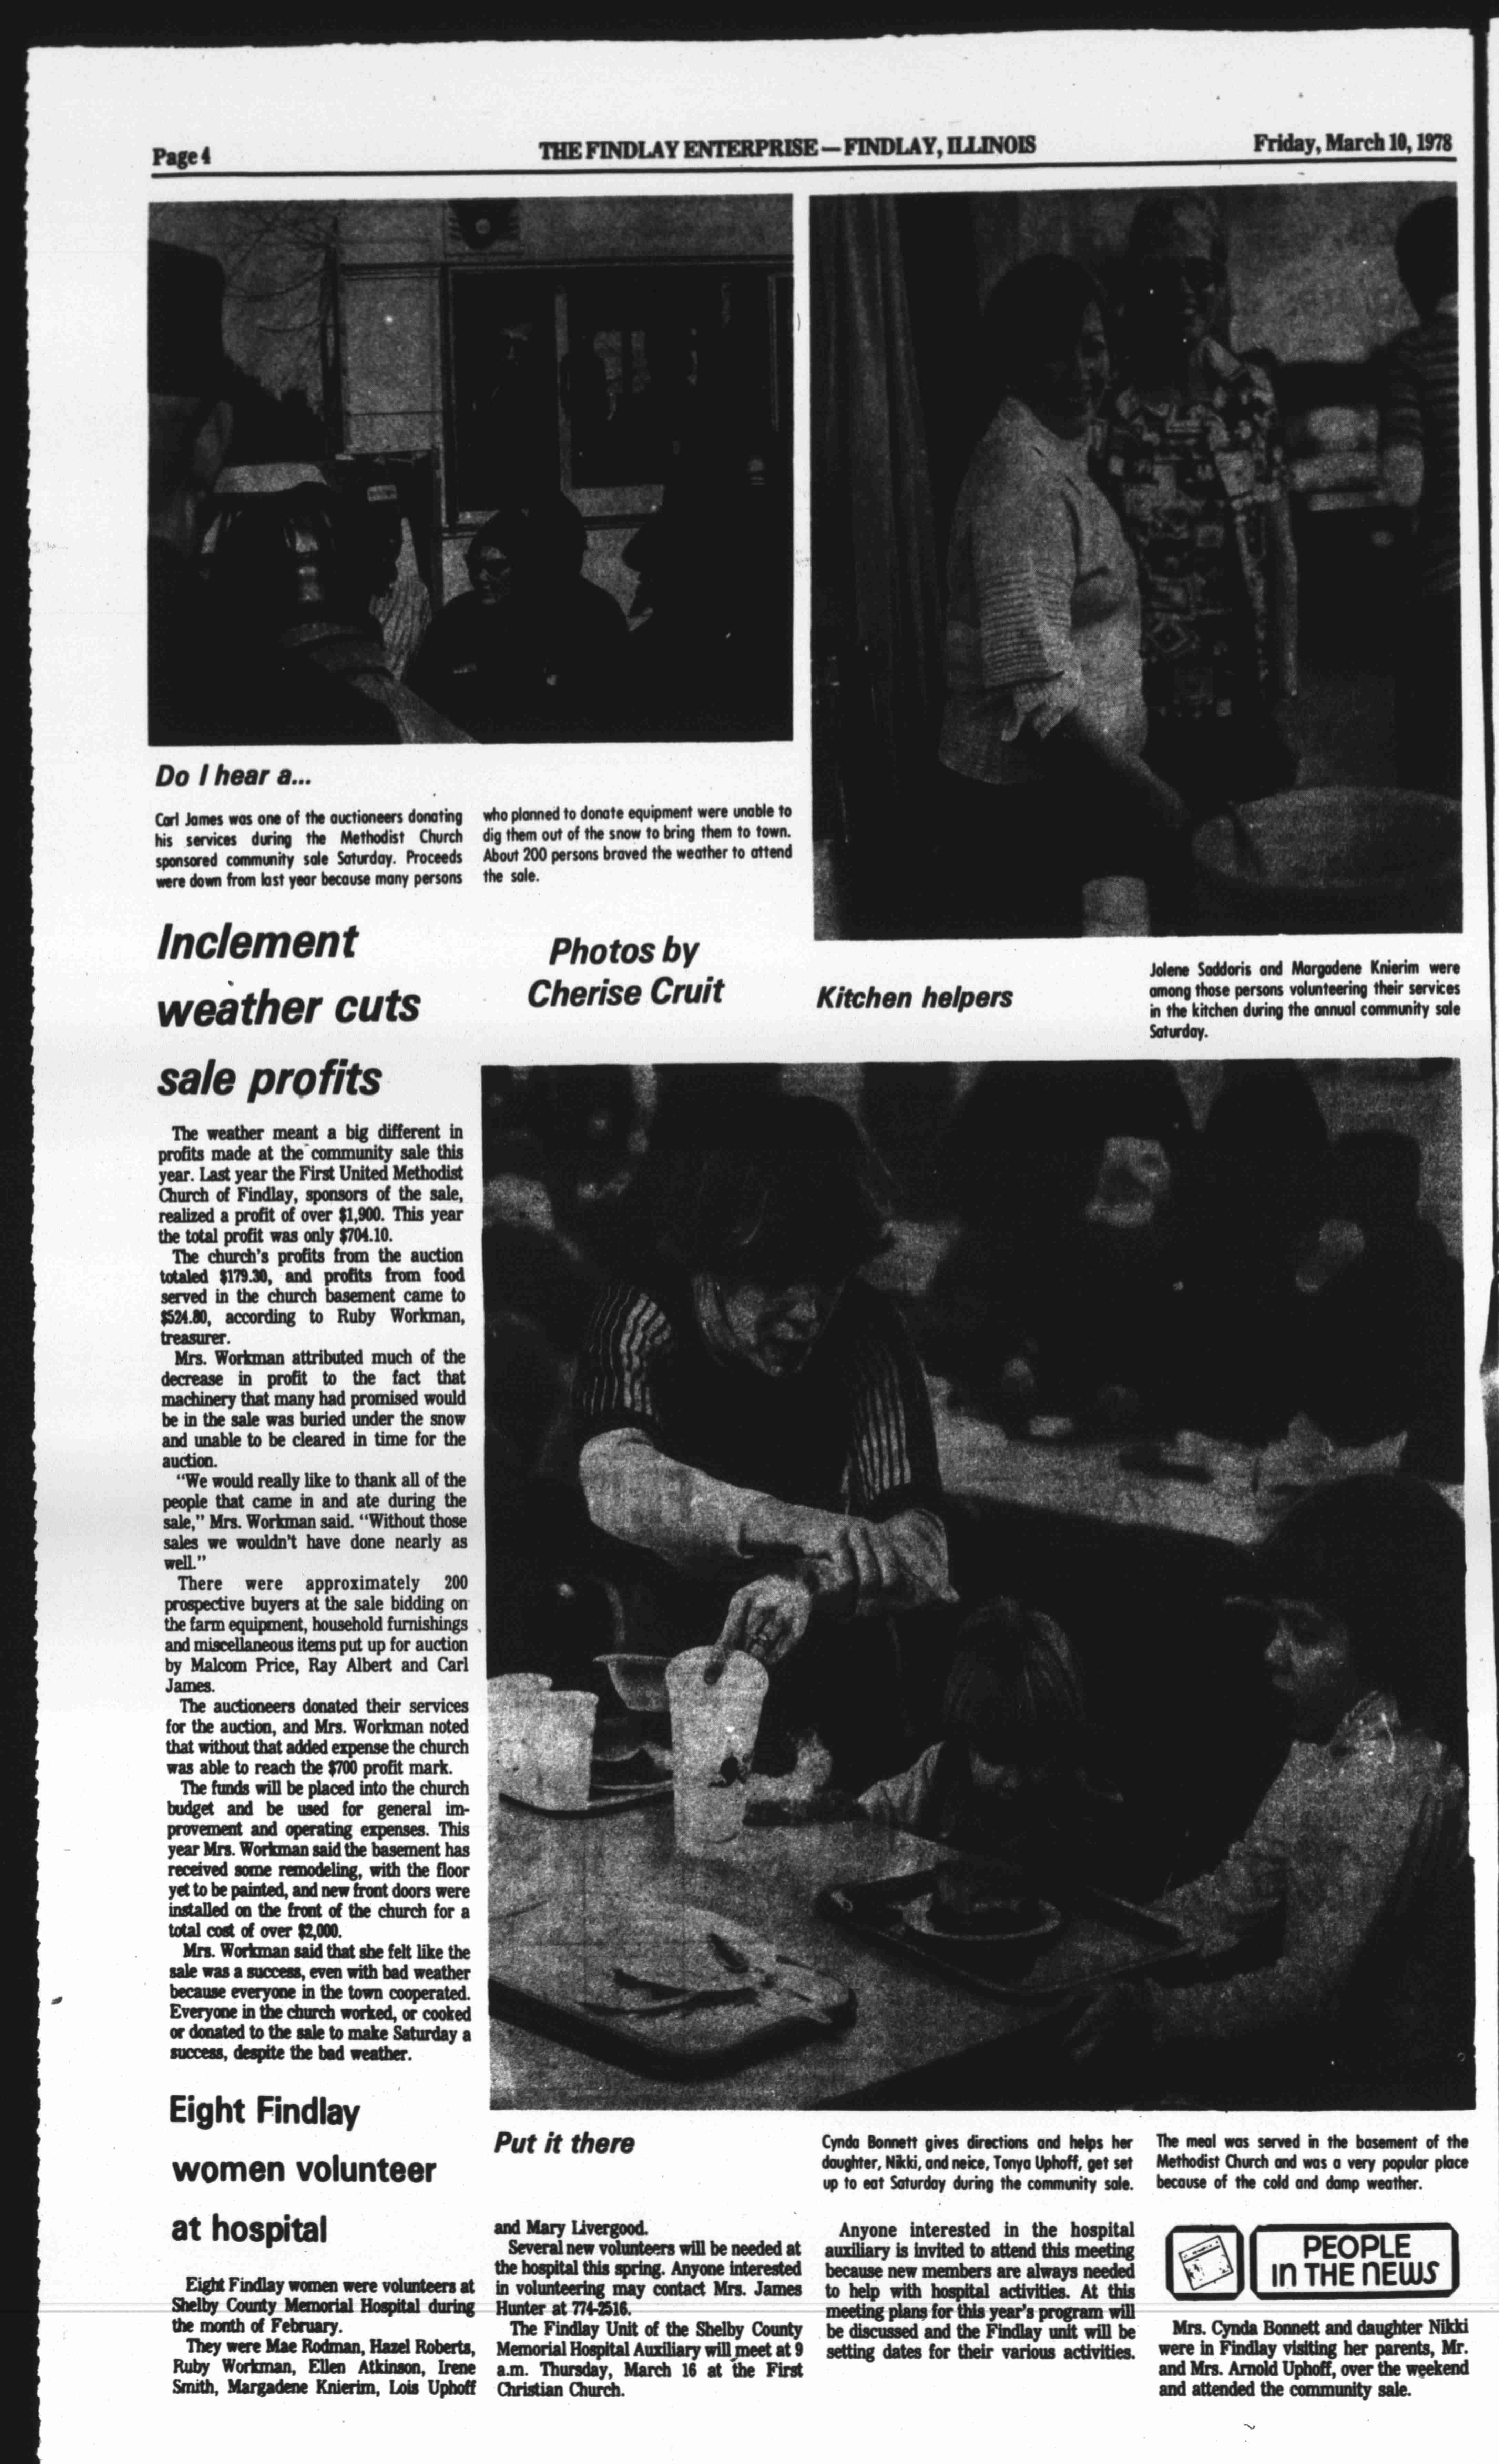 Page 4
THE FINDLAY ENTERPRISE — FINDLAY, ILLINOIS
Friday, March 10, 1978
Do I hear a...
Carl James was one of the auctioneers donating
his services during the Methodist Church
sponsored community sale Saturday. Proceeds
were down from last year because many persons
who planned to donate equipment were unable to
dig them out of the snow to bring them to town.
About 200 persons braved the weather to attend
the sale.
Photos by
Cherise Cruit
Kitchen helpers
Jolene Saddoris and Margadene Knierim were
among those persons volunteering their services
in the kitchen during the annual community sale
Saturday.
Inclement
weather cuts
sale profits
The weather meant a big different in
profits made at the community sale this
year. Last year the First United Methodist
Church of Findlay, sponsors of the sale,
realized a profit of over $1,900. This year
the total profit was only $704.10.
The church's profits from the auction
totaled $179.30, and profits from food
served in the church basement came to
$524.80, according to Ruby Workman,
treasurer.
Mrs. Workman attributed much of the
decrease in profit to the fact that
machinery that many had promised would
be in the sale was buried under the snow
and unable to be cleared in time for the
auction.
"We would really like to thank all of the
people that came in and ate during the
sale," Mrs. Workman said. "Without those
sales we wouldn't have done nearly as
well."
There were approximately 200
prospective buyers at the sale bidding on
the farm equipment, household furnishings
and miscellaneous items put up for auction
by Malcom Price, Ray Albert and Carl
James.
The auctioneers donated their services
for the auction, and Mrs. Workman noted
that without that added expense the church
was able to reach the $700 profit mark.
The funds will be placed into the church
budget and be used for general im-
provement and operating expenses. This
year Mrs. Workman said the basement has
received some remodeling, with the floor
yet to be painted, and new front doors were
installed on the front of the church for a
total cost of over $2,000.
Mrs. Workman said that she felt like the
sale was a success, even with bad weather
because everyone in the town cooperated.
Everyone in the church worked, or cooked
or donated to the sale to make Saturday a
success, despite the bad weather.
Put it there
Cynda Bonnett gives directions and helps her
daughter, Nikki, and neice, Tonya Uphoff, get set
up to eat Saturday during the community sale.
The meal was served in the basement of the
Methodist Church and was a very popular place
because of the cold and damp weather.
Eight Findlay
women volunteer
at hospital
Eight Findlay women were volunteers at
Shelby County Memorial Hospital during
the month of February.
They were Mae Rodman, Hazel Roberts,
Ruby Workman, Ellen Atkinson, Irene
Smith, Margadene Knierim, Lois Uphoff
and Mary Livergood.
Several new volunteers will be needed at
the hospital this spring. Anyone interested
in volunteering may contact Mrs. James
Hunter at 774-2516.
The Findlay Unit of the Shelby County
Memorial Hospital Auxiliary will meet at 9
a.m. Thursday, March 16 at the First
Christian Church.
Anyone interested in the hospital
auxiliary is invited to attend this meeting
because new members are always needed
to help with hospital activities. At this
meeting plans for this year's program will
be discussed and the Findlay unit will be
setting dates for their various activities.
PEOPLE
in THE NEWS
Mrs. Cynda Bonnett and daughter Nikki
were in Findlay visiting her parents, Mr.
and Mrs. Arnold Uphoff, over the weekend
and attended the community sale.